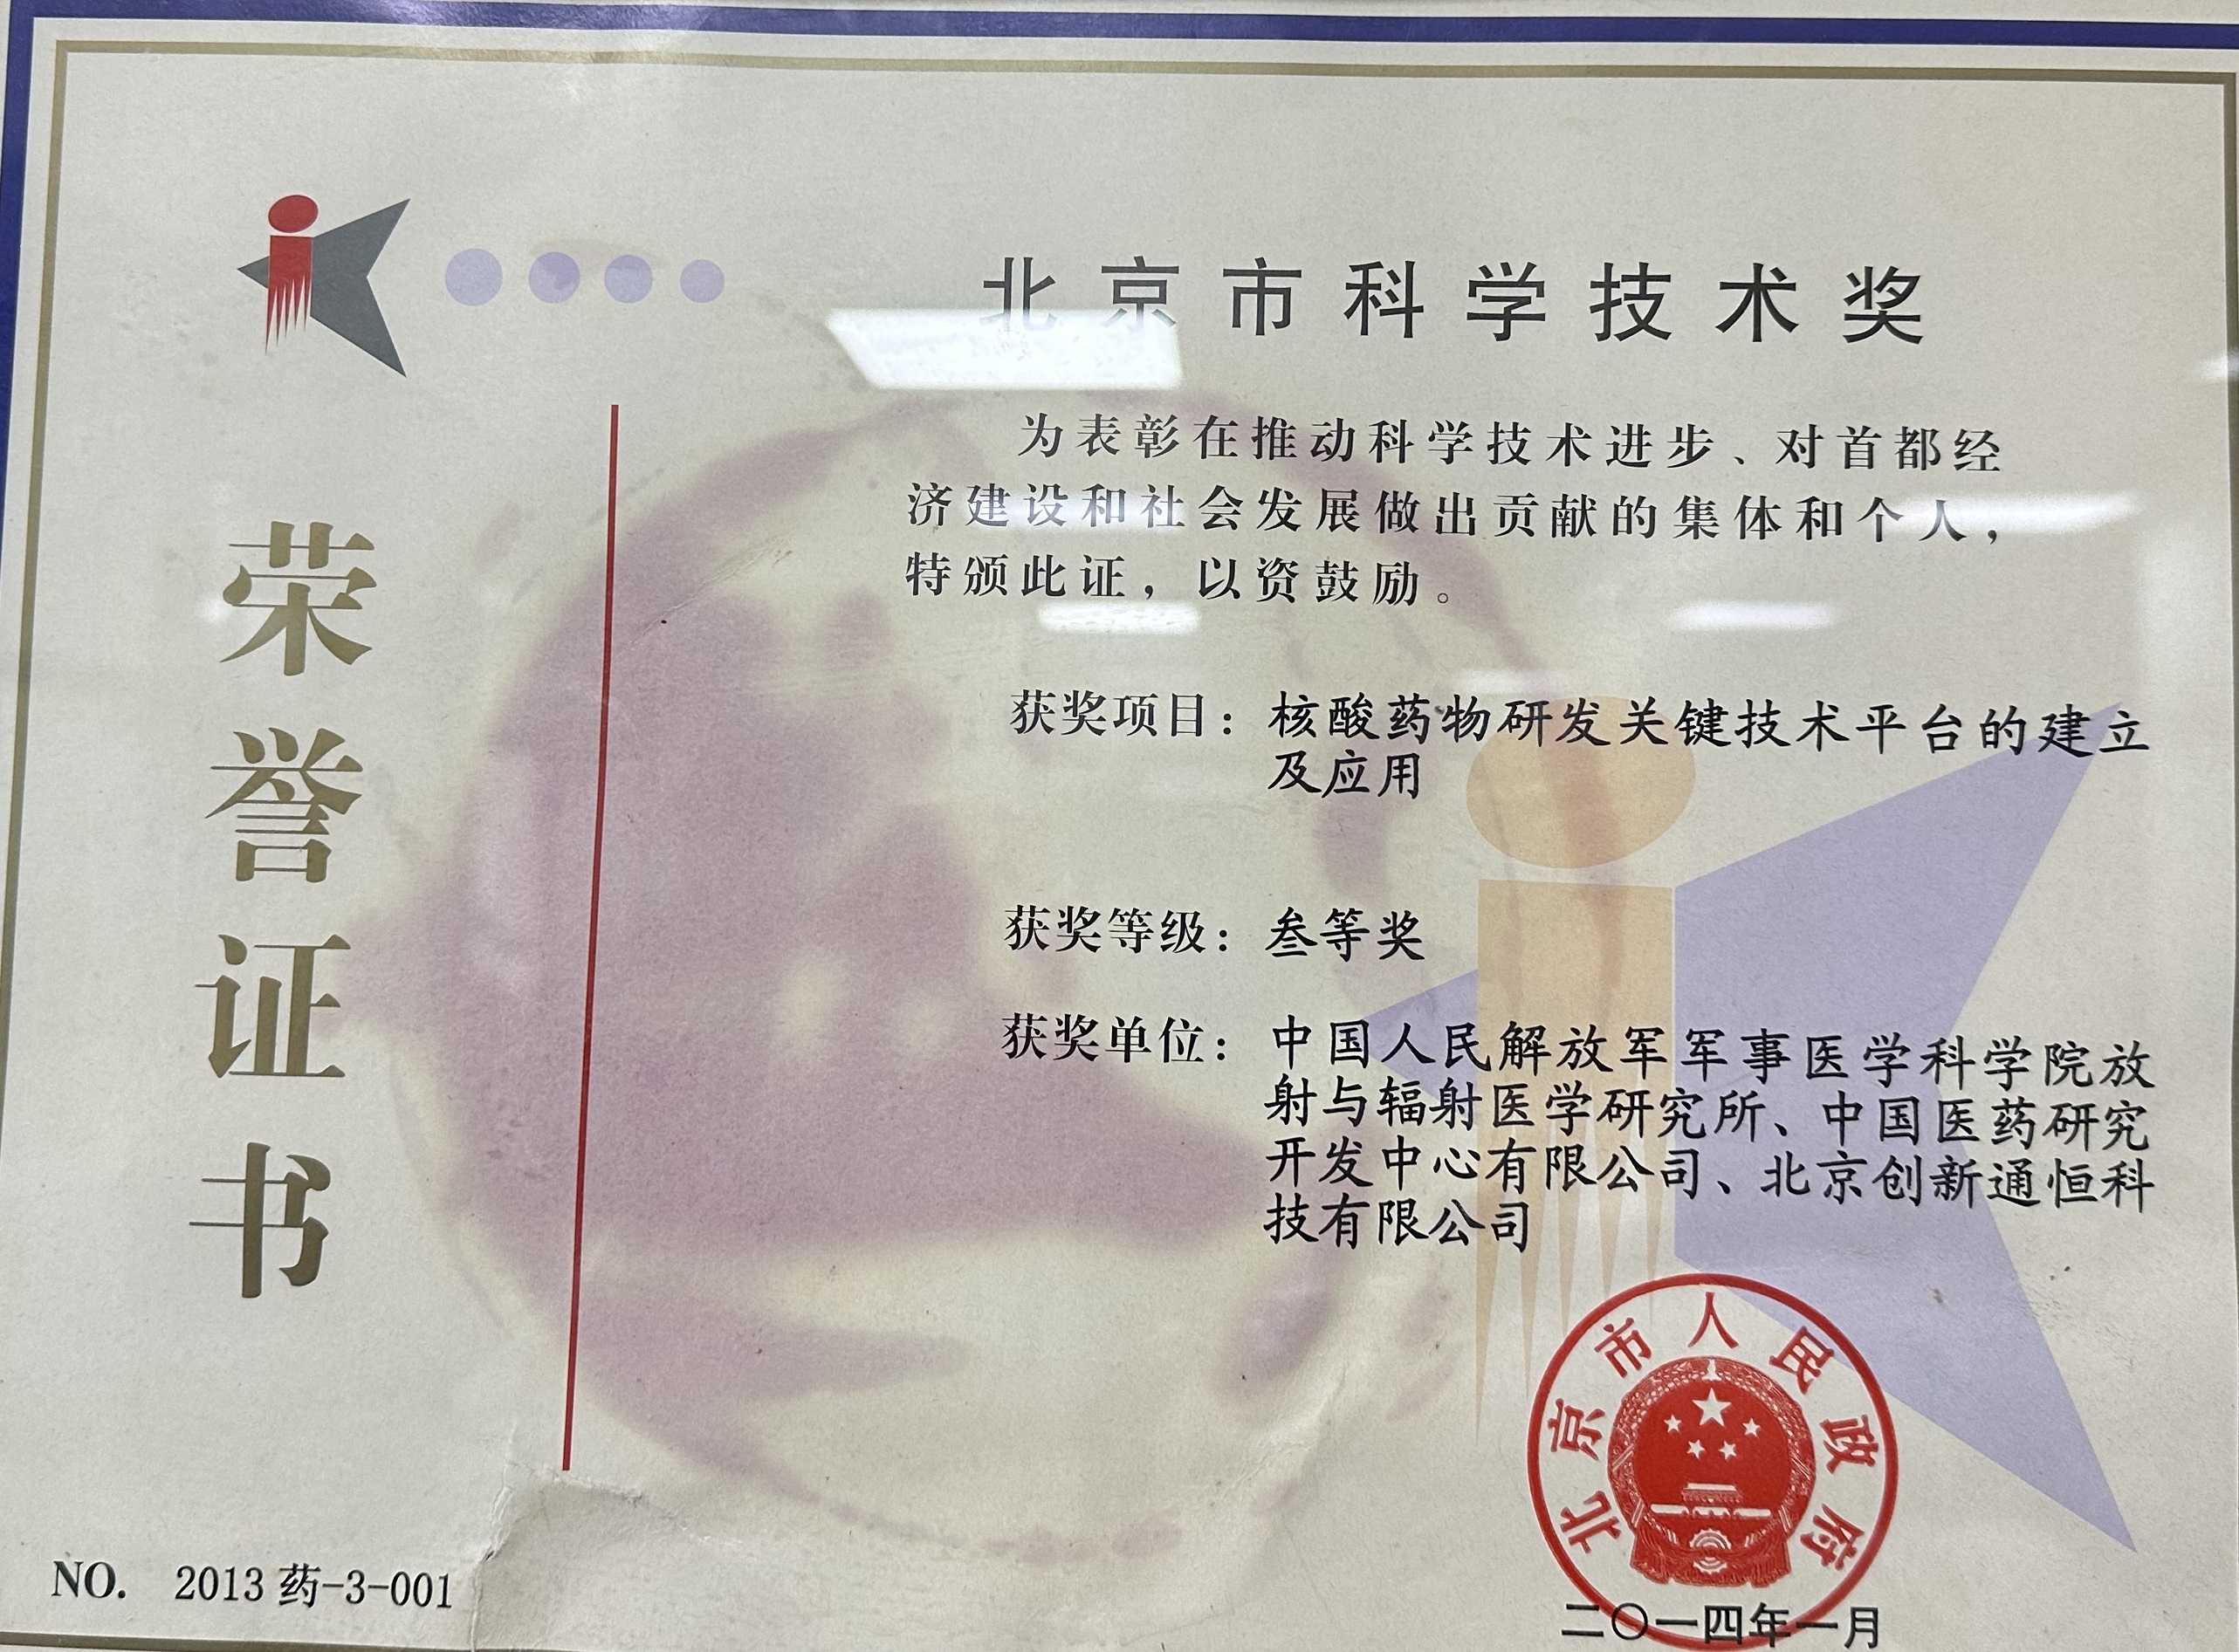 北京市科学技术奖
为表彰在推动科学技术进步、对首都经
济建设和社会发展做出贡献的集体和个人，
特颁此证，以资鼓励。
荣誉证书
获奖项目：核酸药物研发关键技术平台的建立
及应用
获奖等级：叁等奖
获奖单位：中国人民解放军军事医学科学院放
射与辐射医学研究所、中国医药研究
开发中心有限公司、北京创新通恒科
技有限公司
北京市人民政府
二〇一四年一月
NO. 2013 药-3-001